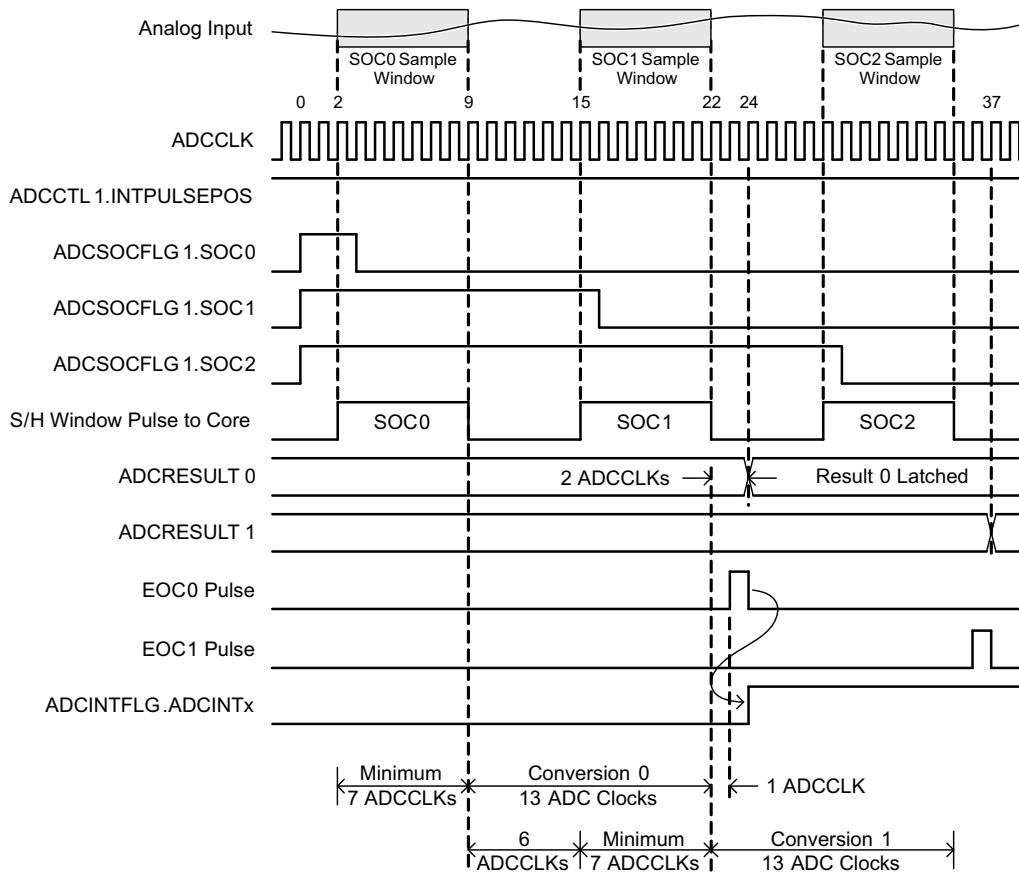 Analog Input
SOC0 Sample
Window
SOC1 Sample
Window
SOC2 Sample
Window
0 2 9 15 22 24 37
ADCCLK
ADCCTL 1.INTPULSEPOS
ADCSOCFLG 1.SOC0
ADCSOCFLG 1.SOC1
ADCSOCFLG 1.SOC2
S/H Window Pulse to Core
SOC0
SOC1
SOC2
ADCRESULT 0
2 ADCCLKs
Result 0 Latched
ADCRESULT 1
EOC0 Pulse
EOC1 Pulse
ADCINTFLG .ADCINTx
Minimum
7 ADCCLKs
Conversion 0
13 ADC Clocks
1 ADCCLK
6
ADCCLKs
Minimum
7 ADCCLKs
Conversion 1
13 ADC Clocks